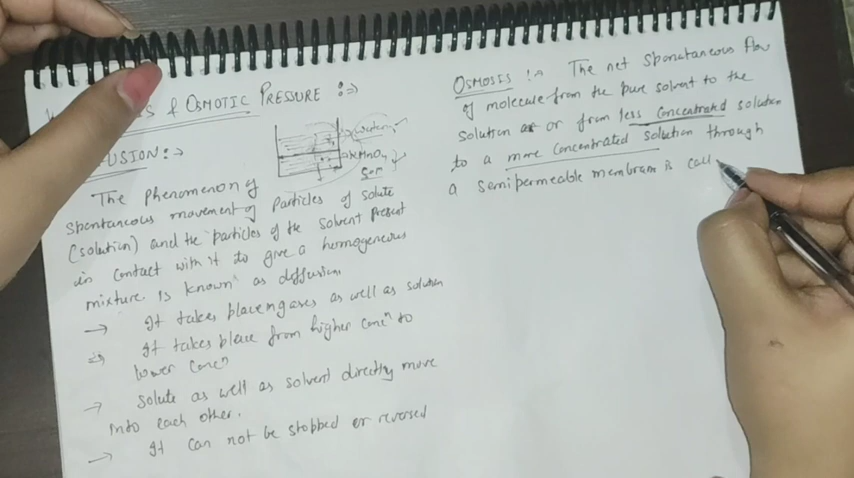 & OSMOTIC PRESSURE :->
USION :->
water
KMnO4
Solⁿ
The Phenomenon of
spontaneous movement of Particles of solute
(solution) and the particles of the solvent Present
in contact with it to give a homogeneous
mixture is known as diffusion
→ It takes place in gases as well as solution
It takes place from higher concⁿ to
lower concⁿ
→ Solute as well as solvent directly move
into each other.
→ It can not be stopped or reversed
OSMOSIS :-> The net spontaneous flow
of molecule from the pure solvent to the
solution or from less concentrated solution
to a more concentrated solution through
a semipermeable membram is call